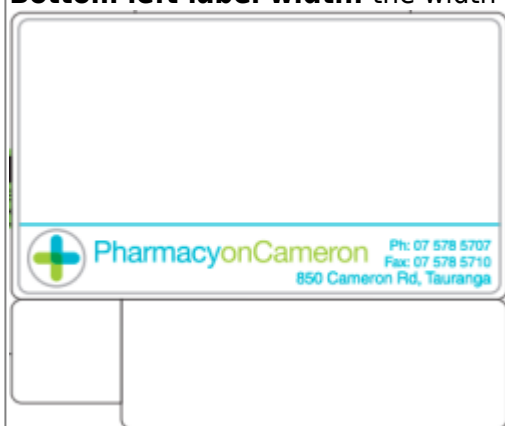 Bottom left label width: the width
PharmacyonCameron
Ph: 07 578 5707
Fax: 07 578 5710
850 Cameron Rd, Tauranga